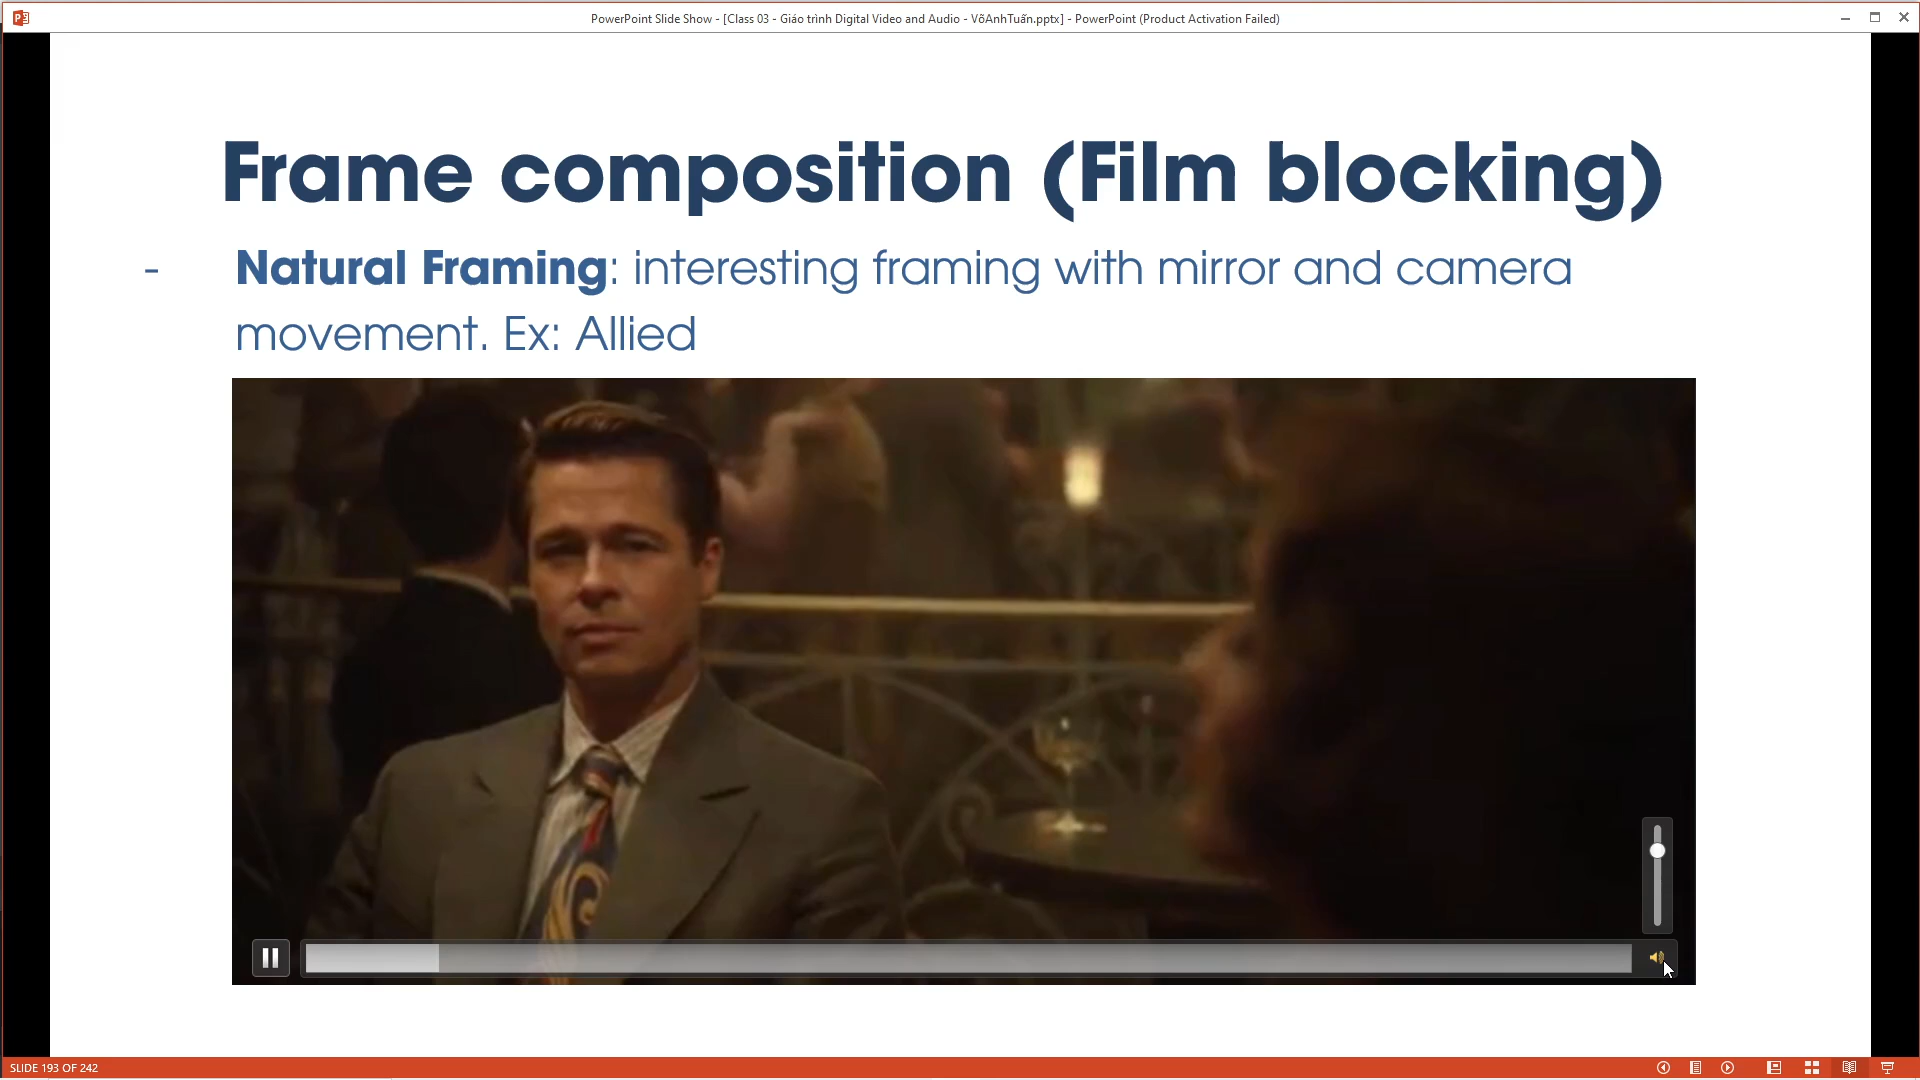 PowerPoint Slide Show - [Class 03 - Giáo trình Digital Video and Audio - VõAnhTuấn.pptx] - PowerPoint (Product Activation Failed)
Frame composition (Film blocking)
- Natural Framing: interesting framing with mirror and camera
movement. Ex: Allied
SLIDE 193 OF 242